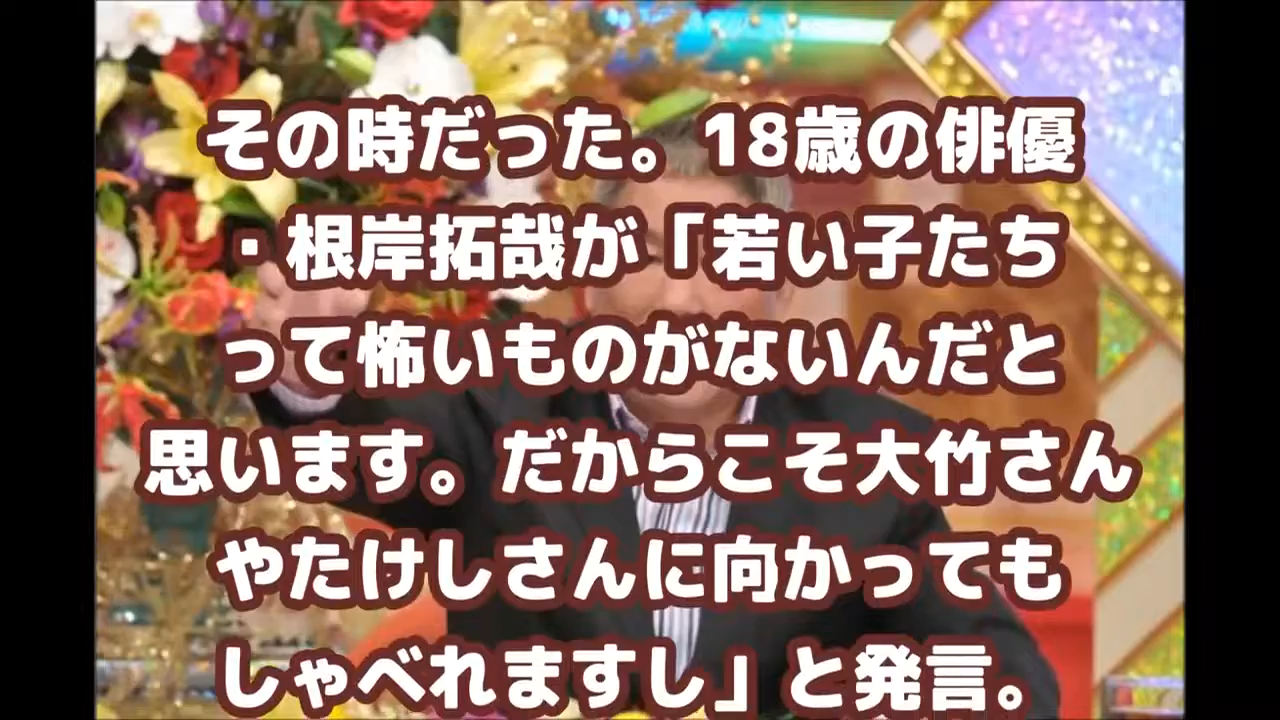 その時だった。18歳の俳優
・根岸拓哉が「若い子たち
って怖いものがないんだと
思います。だからこそ大竹さん
やたけしさんに向かっても
しゃべれますし」と発言。